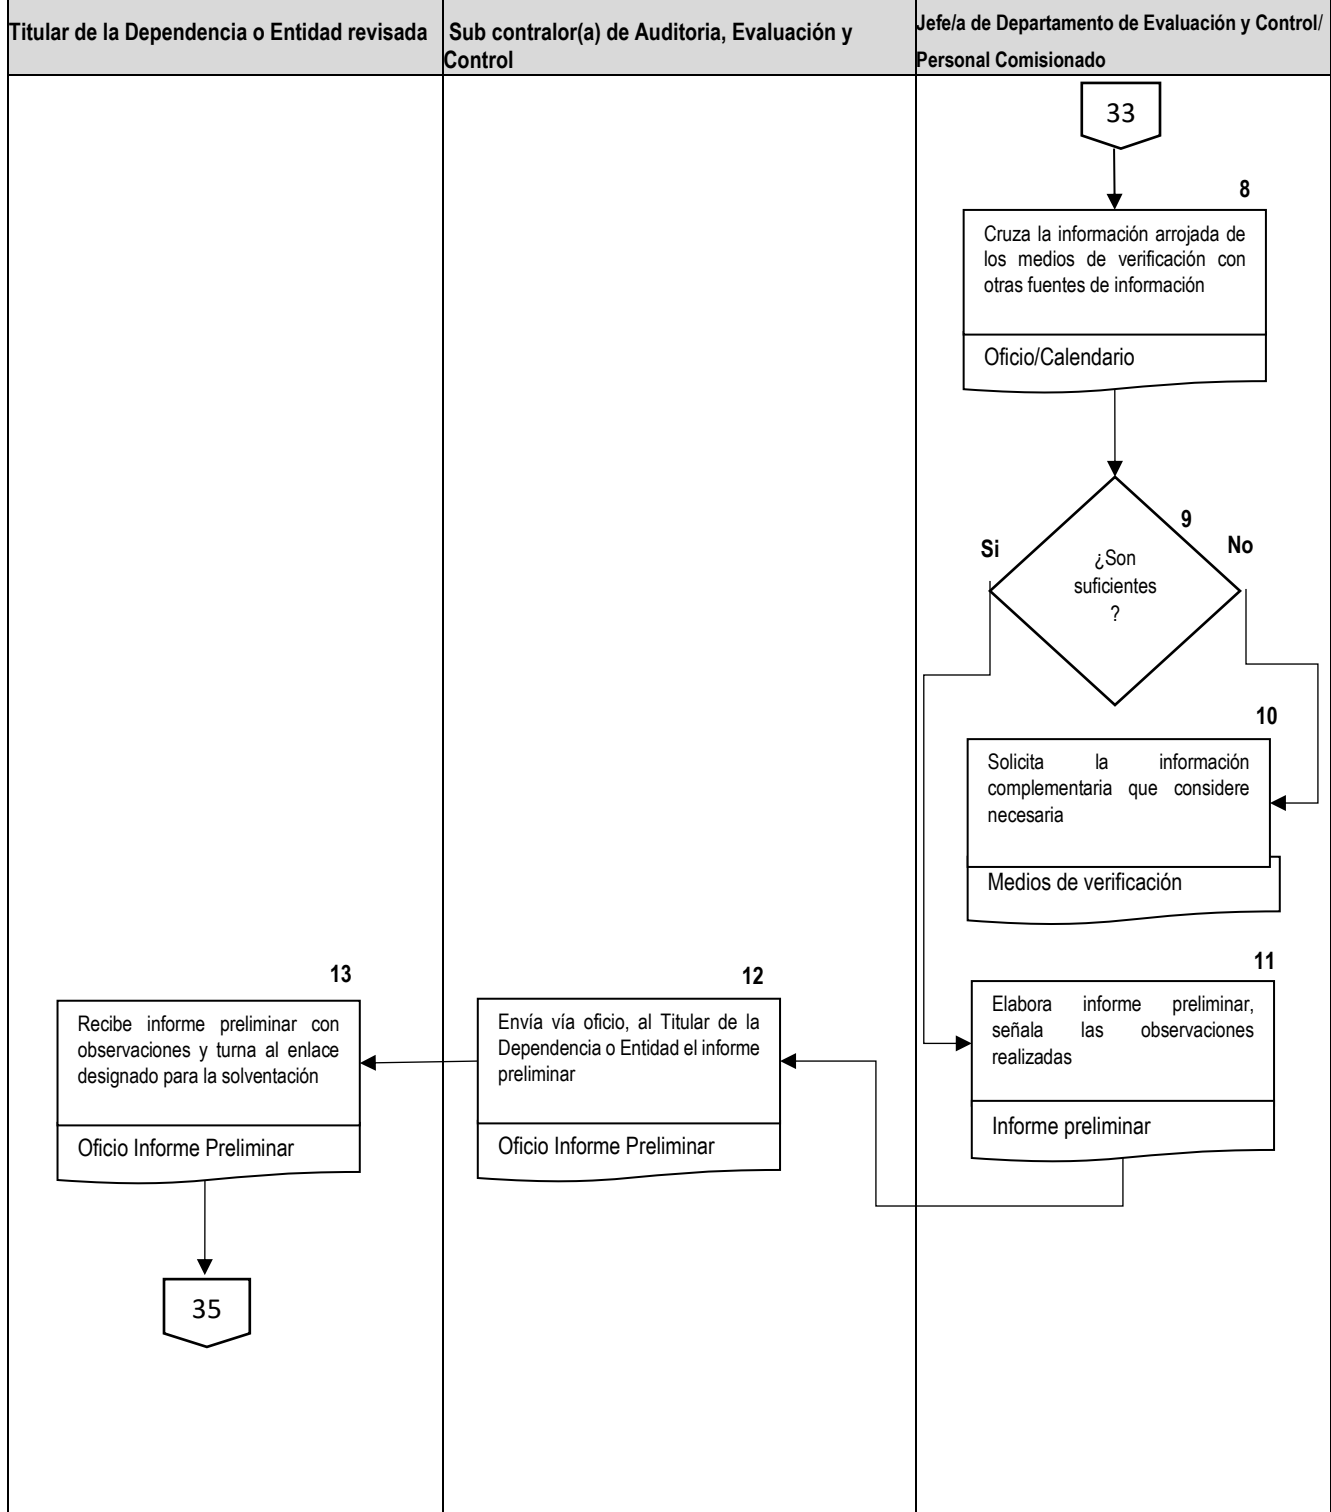 Titular de la Dependencia o Entidad revisada
Sub contralor(a) de Auditoria, Evaluación y
Control
Jefe/a de Departamento de Evaluación y Control/
Personal Comisionado
33
8
Cruza la información arrojada de
los medios de verificación con
otras fuentes de información
Oficio/Calendario
9
Si
No
¿Son
suficientes
?
10
Solicita la información
complementaria que considere
necesaria
Medios de verificación
11
Elabora informe preliminar,
señala las observaciones
realizadas
Informe preliminar
12
Envía vía oficio, al Titular de la
Dependencia o Entidad el informe
preliminar
Oficio Informe Preliminar
13
Recibe informe preliminar con
observaciones y turna al enlace
designado para la solventación
Oficio Informe Preliminar
35